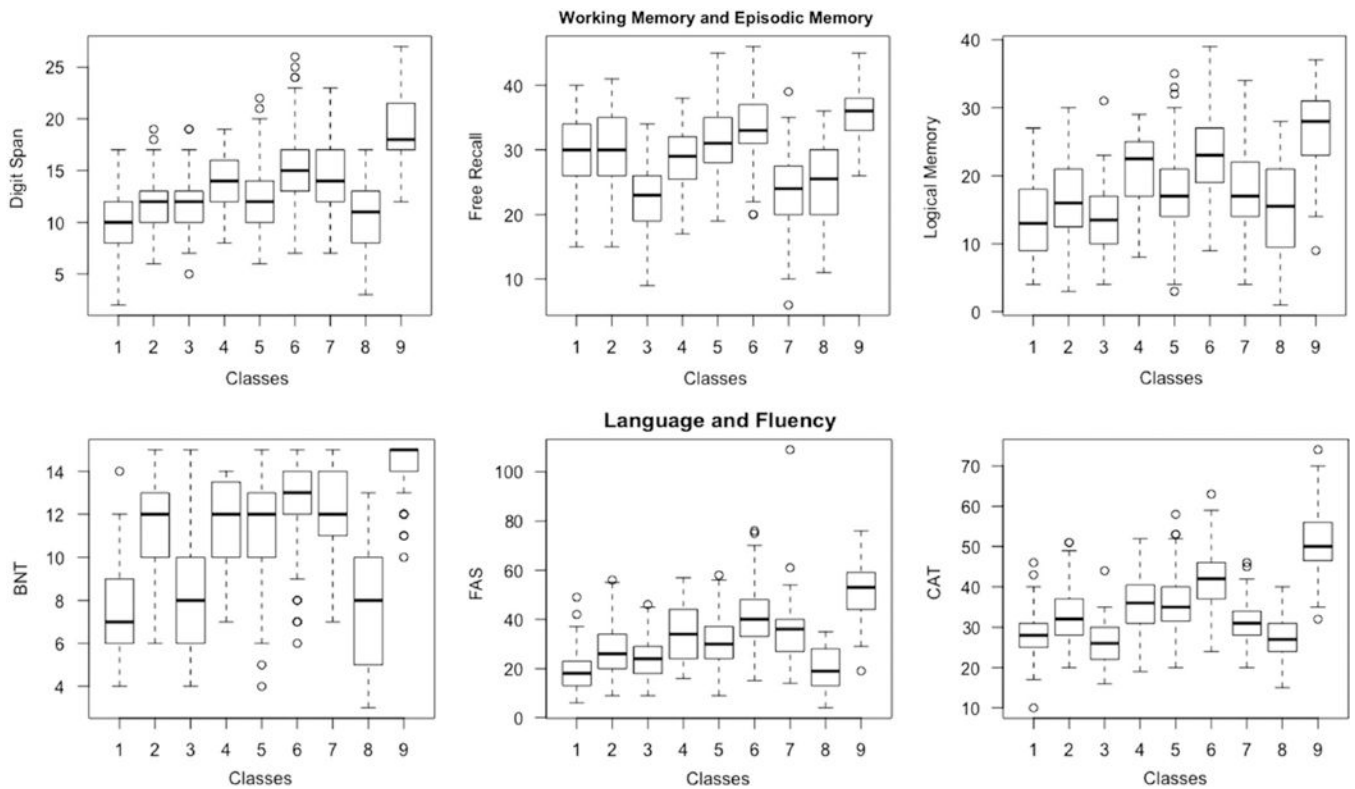 Working Memory and Episodic Memory
Digit Span
25
20
15
10
5
1 2 3 4 5 6 7 8 9
Classes
Free Recall
40
30
20
10
1 2 3 4 5 6 7 8 9
Classes
Logical Memory
40
30
20
10
0
1 2 3 4 5 6 7 8 9
Classes
Language and Fluency
BNT
14
12
10
8
6
4
1 2 3 4 5 6 7 8 9
Classes
FAS
100
80
60
40
20
0
1 2 3 4 5 6 7 8 9
Classes
CAT
70
60
50
40
30
20
10
1 2 3 4 5 6 7 8 9
Classes